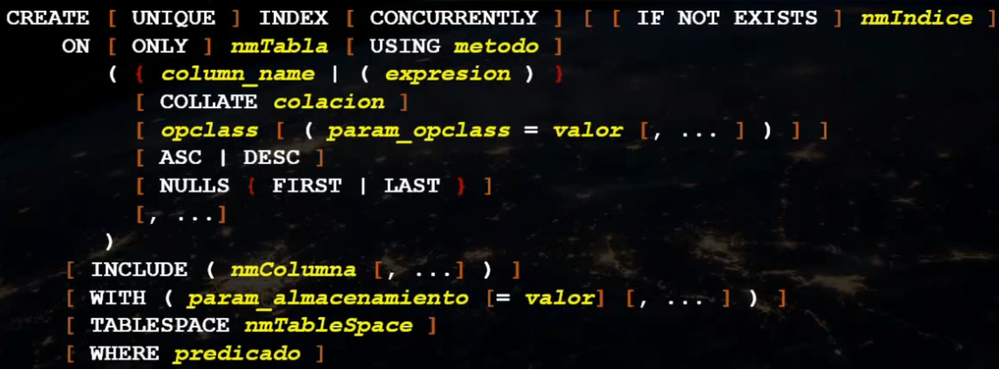 CREATE [ UNIQUE ] INDEX [ CONCURRENTLY ] [ [ IF NOT EXISTS ] nmIndice ]
ON [ ONLY ] nmTabla [ USING metodo ]
( { column_name | ( expresion ) }
[ COLLATE colacion ]
[ opclass [ ( param_opclass = valor [, ... ] ) ] ]
[ ASC | DESC ]
[ NULLS { FIRST | LAST } ]
[, ...]
)
[ INCLUDE ( nmColumna [, ...] ) ]
[ WITH ( param_almacenamiento [= valor] [, ... ] ) ]
[ TABLESPACE nmTableSpace ]
[ WHERE predicado ]